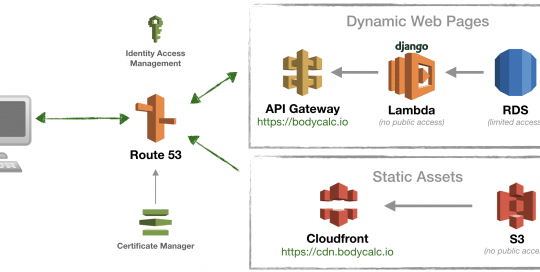 Identity Access
Management
Route 53
Certificate Manager
Dynamic Web Pages
django
API Gateway
https://bodycalc.io
Lambda
(no public access)
RDS
(limited access
Static Assets
Cloudfront
https://cdn.bodycalc.io
S3
(no public acce